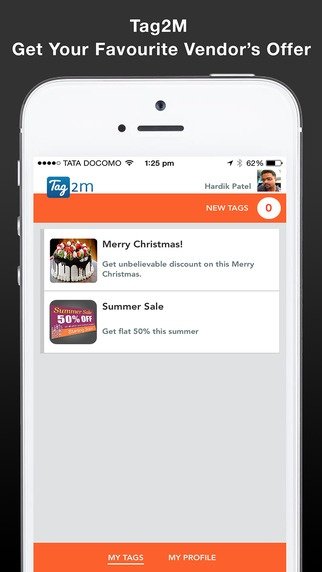 Tag2M
Get Your Favourite Vendor's Offer
TATA DOCOMO 1:25 pm 62%
Tag2m
Hardik Patel
NEW TAGS 0
Merry Christmas!
Get unbelievable discount on this Merry
Christmas.
Summer Sale
Summer Sale
50% OFF
Get flat 50% this summer
MY TAGS MY PROFILE